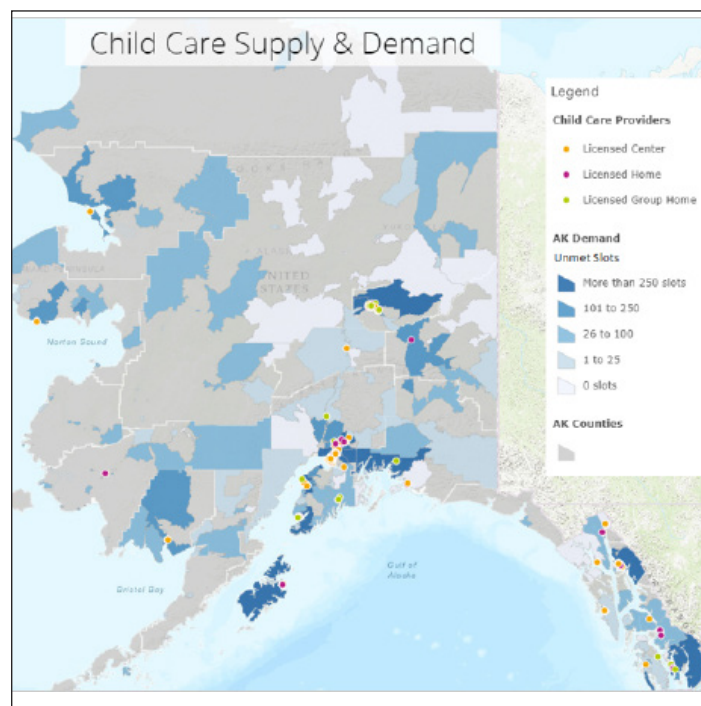 Child Care Supply & Demand
Legend
Child Care Providers
Licensed Center
Licensed Home
Licensed Group Home
AK Demand
Unmet Slots
More than 250 slots
101 to 250
26 to 100
1 to 25
0 slots
AK Counties
UNITED
STATES
Norton Sound
Bristol Bay
Gulf of
Alaska